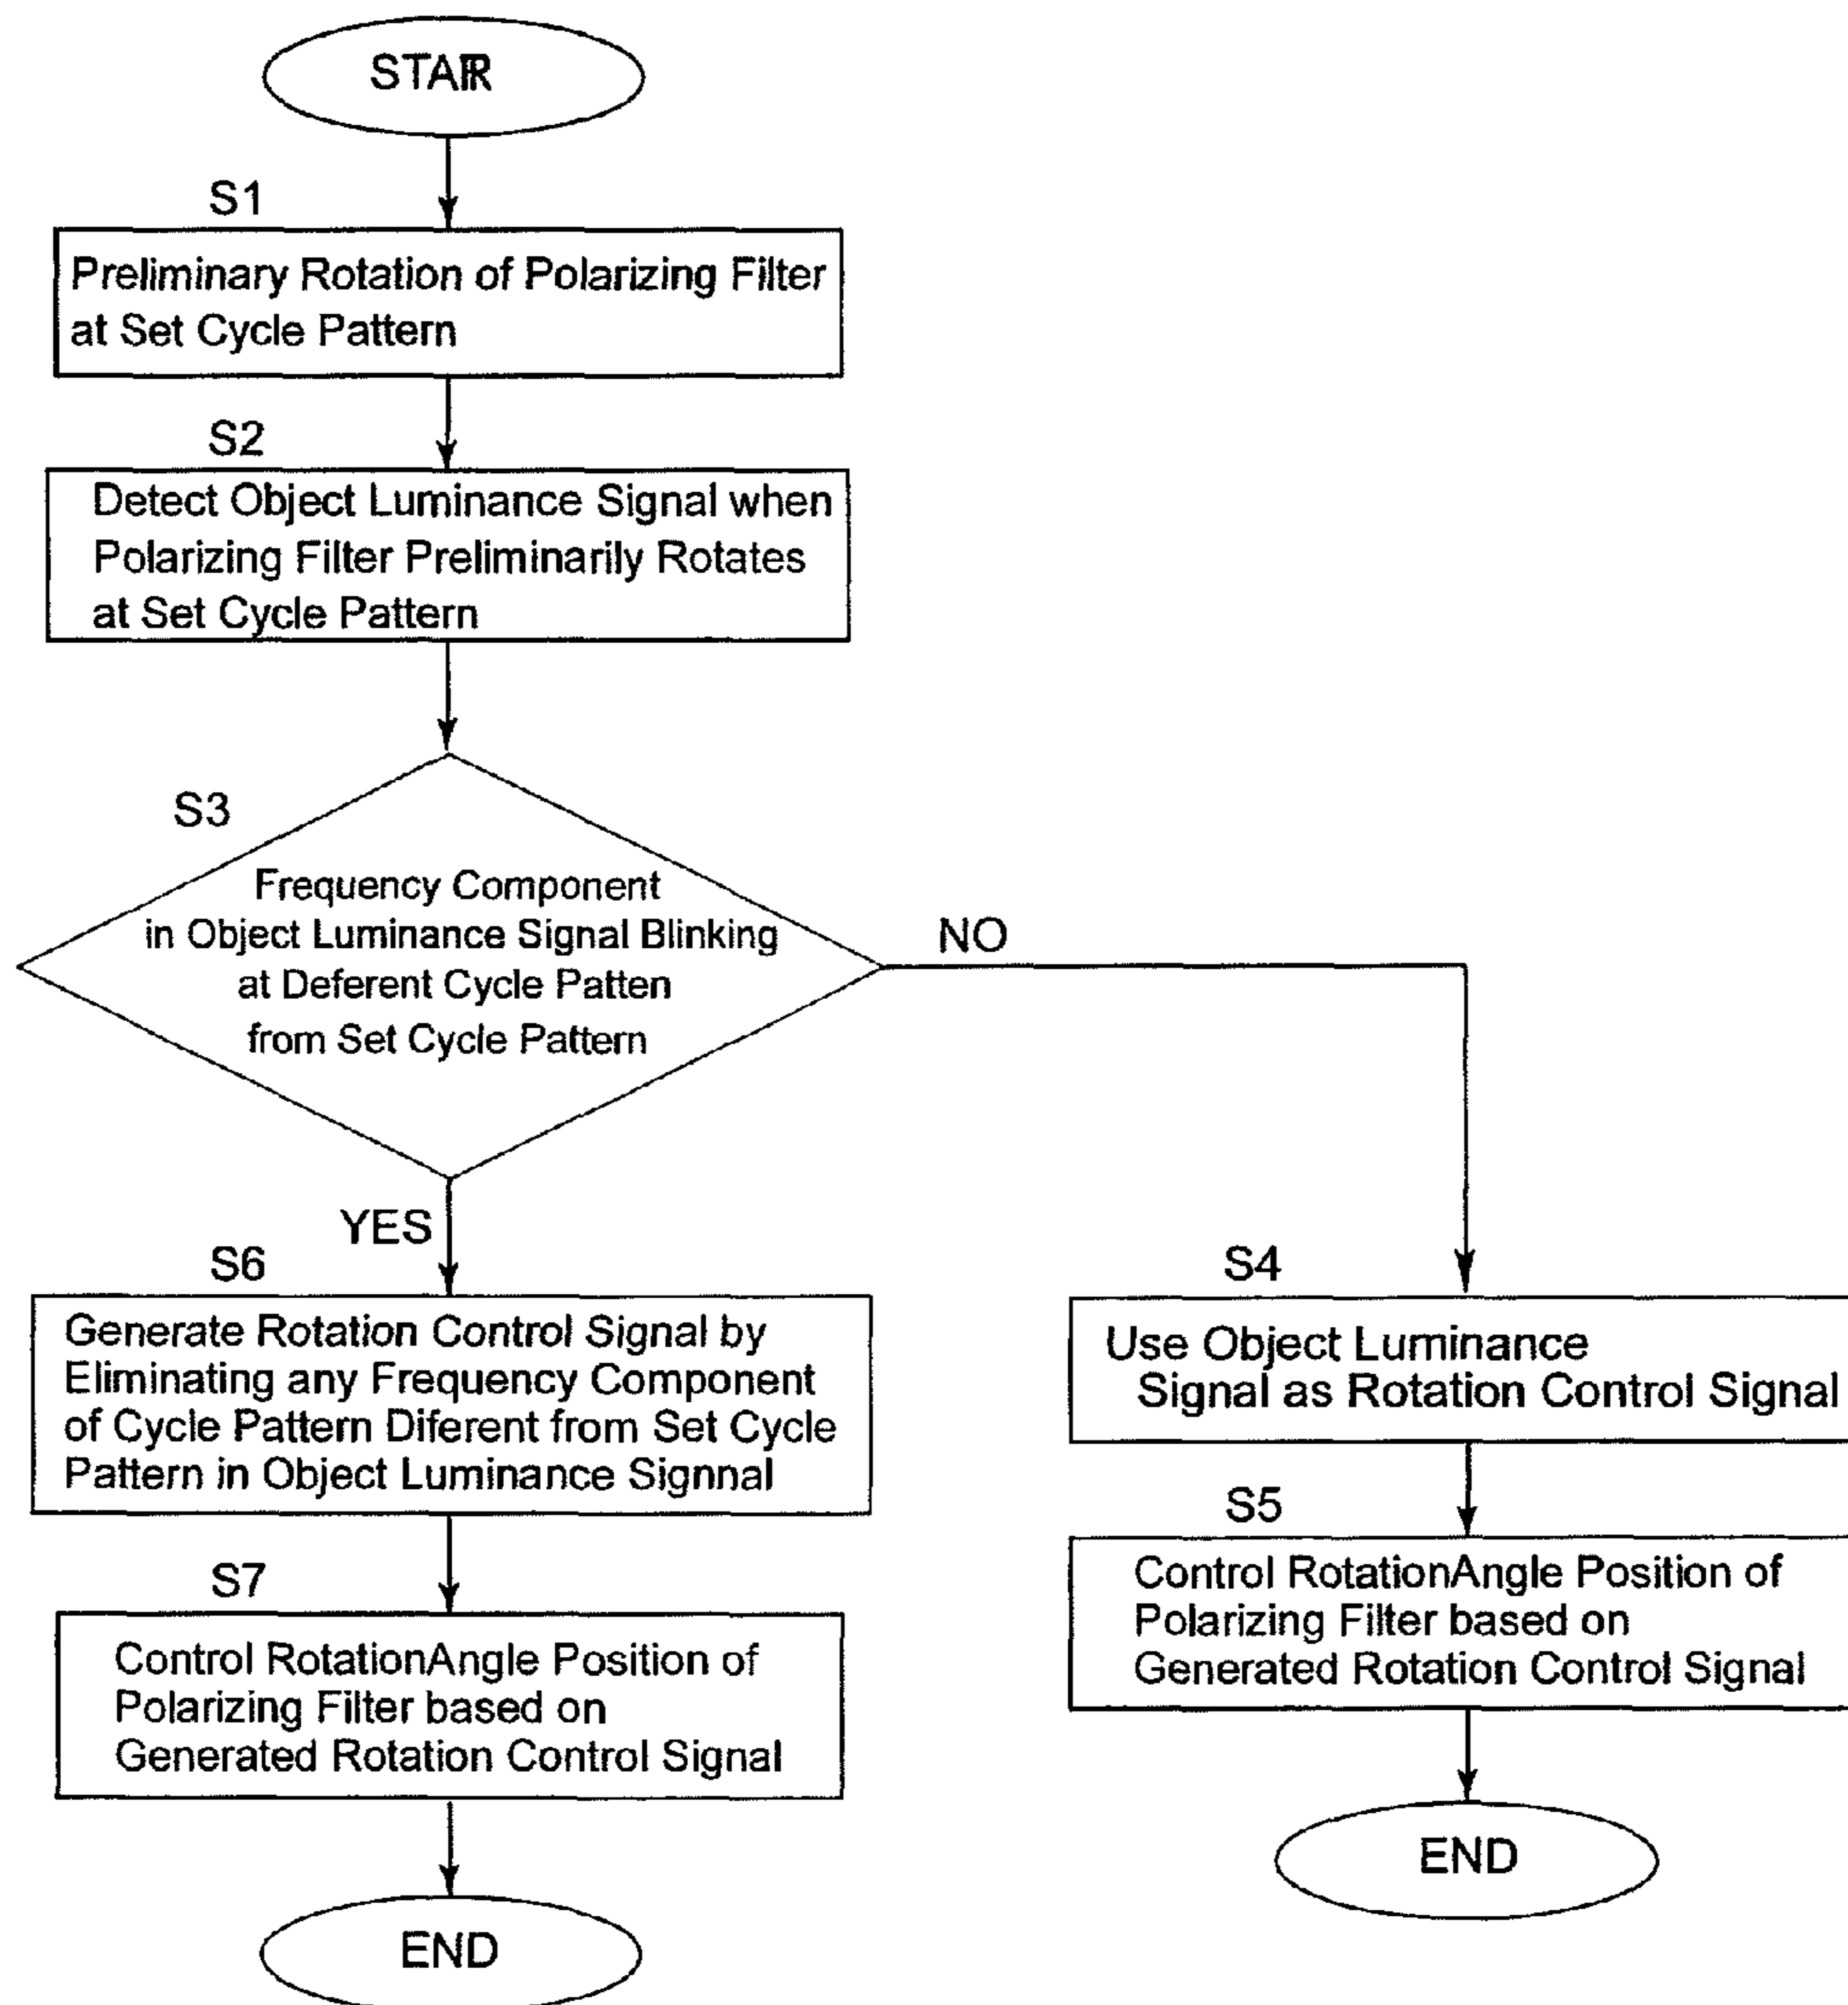 STAIR
S1
Preliminary Rotation of Polarizing Filter
at Set Cycle Pattern
S2
Detect Object Luminance Signal when
Polarizing Filter Preliminarily Rotates
at Set Cycle Pattern
S3
Frequency Component
in Object Luminance Signal Blinking
at Deferent Cycle Patten
from Set Cycle Pattern
NO
YES
S6
Generate Rotation Control Signal by
Eliminating any Frequency Component
of Cycle Pattern Diferent from Set Cycle
Pattern in Object Luminance Signnal
S7
Control RotationAngle Position of
Polarizing Filter based on
Generated Rotation Control Signal
END
S4
Use Object Luminance
Signal as Rotation Control Signal
S5
Control RotationAngle Position of
Polarizing Filter based on
Generated Rotation Control Signal
END